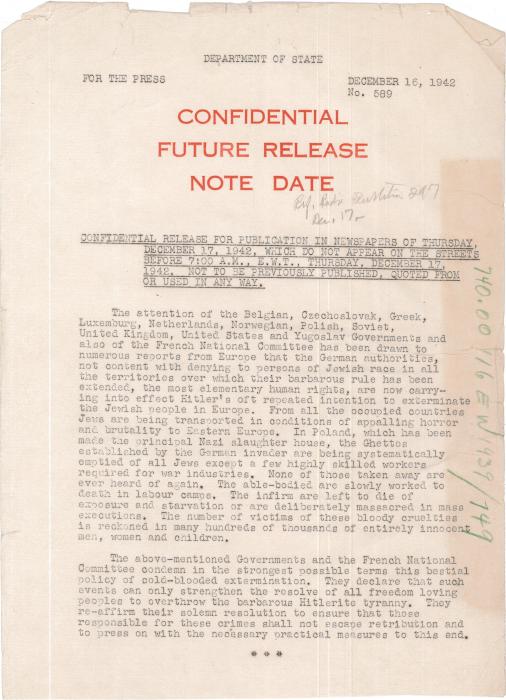 DEPARTMENT OF STATE
FOR THE PRESS
DECEMBER 16, 1942
No. 589
CONFIDENTIAL
FUTURE RELEASE
NOTE DATE
Radio Bulletin
Dec. 17
CONFIDENTIAL RELEASE FOR PUBLICATION IN NEWSPAPERS OF THURSDAY,
DECEMBER 17, 1942, WHICH DO NOT APPEAR ON THE STREETS
BEFORE 7:00 A.M., E.W.T., THURSDAY, DECEMBER 17,
1942. NOT TO BE PREVIOUSLY PUBLISHED, QUOTED FROM
OR USED IN ANY WAY.
The attention of the Belgian, Czechoslovak, Greek,
Luxemburg, Netherlands, Norwegian, Polish, Soviet,
United Kingdom, United States and Yugoslav Governments and
also of the French National Committee has been drawn to
numerous reports from Europe that the German authorities,
not content with denying to persons of Jewish race in all
the territories over which their barbarous rule has been
extended, the most elementary human rights, are now carry-
ing into effect Hitler's oft repeated intention to exterminate
the Jewish people in Europe. From all the occupied countries
Jews are being transported in conditions of appalling horror
and brutality to Eastern Europe. In Poland, which has been
made the principal Nazi slaughter house, the Ghettos
established by the German invader are being systematically
emptied of all Jews except a few highly skilled workers
required for war industries. None of those taken away are
ever heard of again. The able-bodied are slowly worked to
death in labour camps. The infirm are left to die of
exposure and starvation or are deliberately massacred in mass
executions. The number of victims of these bloody cruelties
is reckoned in many hundreds of thousands of entirely innocent
men, women and children.
The above-mentioned Governments and the French National
Committee condemn in the strongest possible terms this bestial
policy of cold-blooded extermination. They declare that such
events can only strengthen the resolve of all freedom loving
peoples to overthrow the barbarous Hitlerite tyranny. They
re-affirm their solemn resolution to ensure that those
responsible for these crimes shall not escape retribution and
to press on with the necessary practical measures to this end.
* * *
740.00116 EW 1939/749